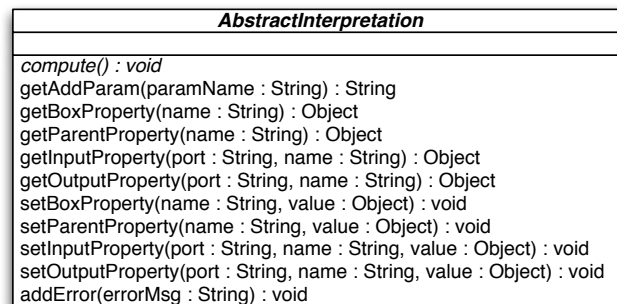 AbstractInterpretation
compute() : void
getAddParam(paramName : String) : String
getBoxProperty(name : String) : Object
getParentProperty(name : String) : Object
getInputProperty(port : String, name : String) : Object
getOutputProperty(port : String, name : String) : Object
setBoxProperty(name : String, value : Object) : void
setParentProperty(name : String, value : Object) : void
setInputProperty(port : String, name : String, value : Object) : void
setOutputProperty(port : String, name : String, value : Object) : void
addError(errorMsg : String) : void